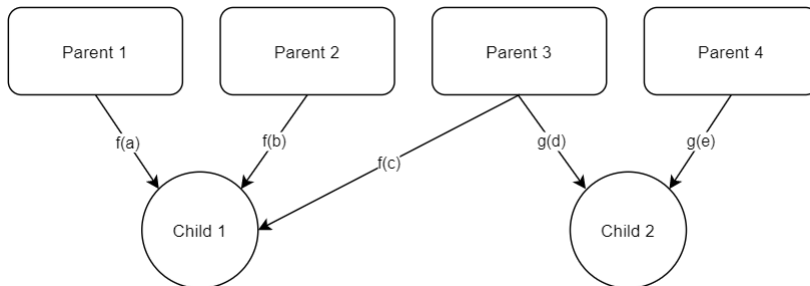 Parent 1
Parent 2
Parent 3
Parent 4
f(a)
f(b)
f(c)
g(d)
g(e)
Child 1
Child 2